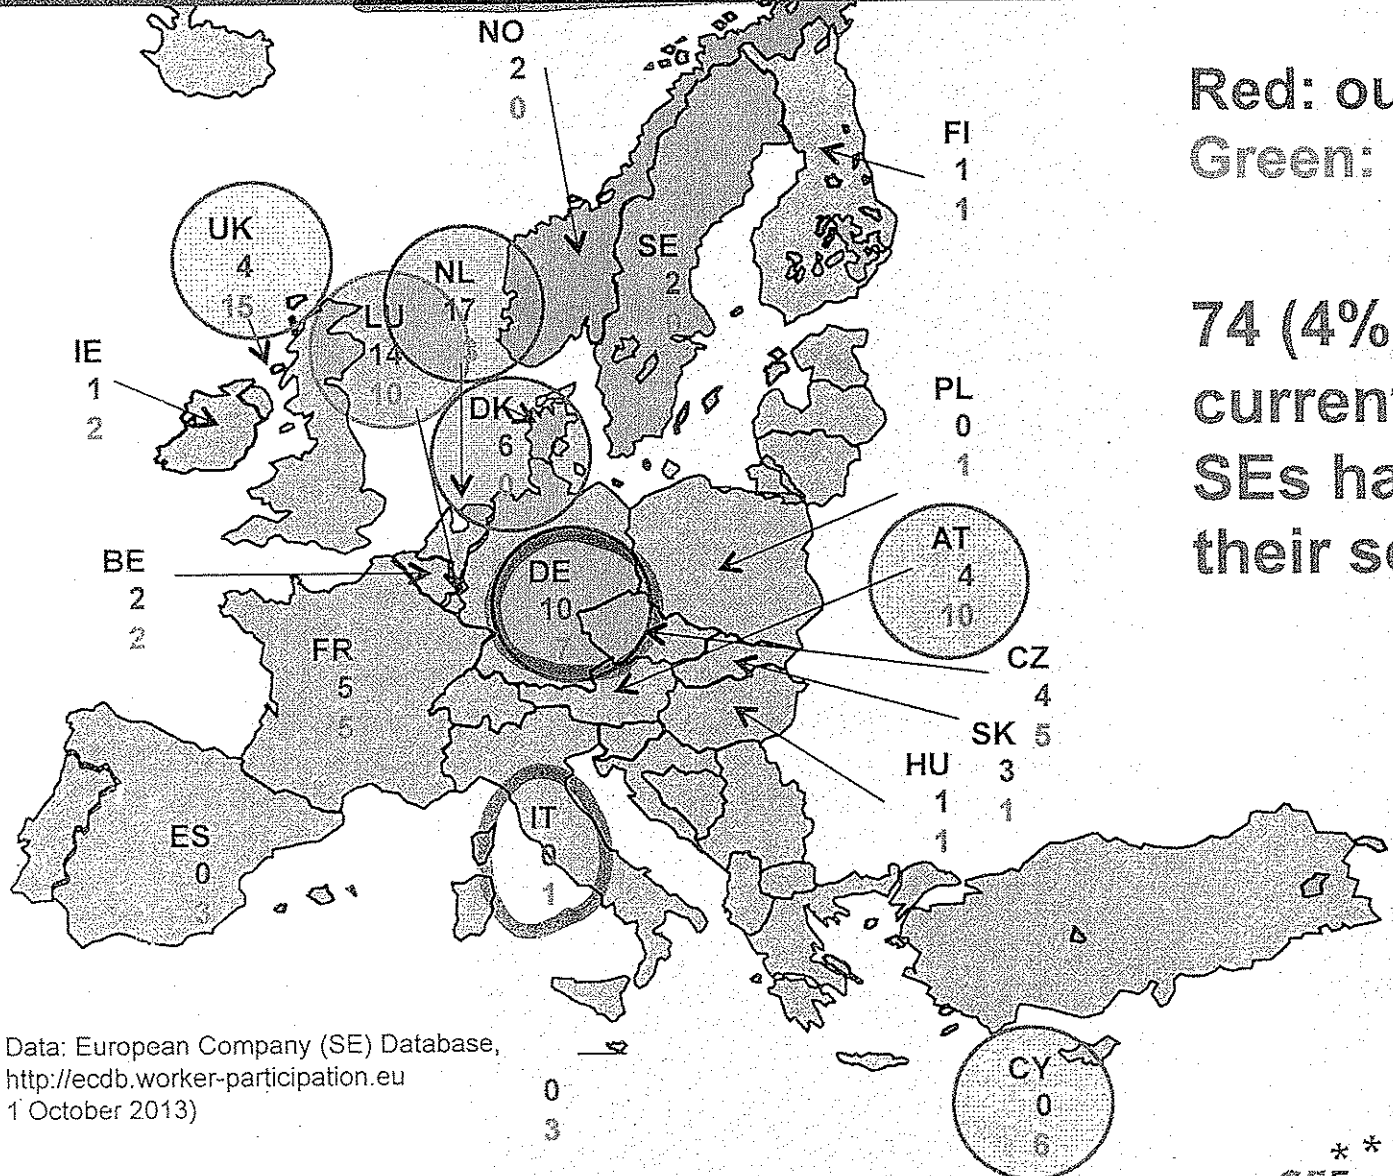 NO
2
0
FI
1
1
Red: ou
Green:
UK
4
15
NL
17
SE
2
LU
14
10
IE
1
2
74 (4%
current
SEs ha
their se
PL
0
1
DK
6
0
AT
4
10
BE
2
2
DE
10
7
CZ
4
5
FR
5
5
SK
3
1
HU
1
1
IT
0
1
ES
0
3
CY
0
6
0
3
Data: European Company (SE) Database,
http://ecdb.worker-participation.eu
1 October 2013)
* *